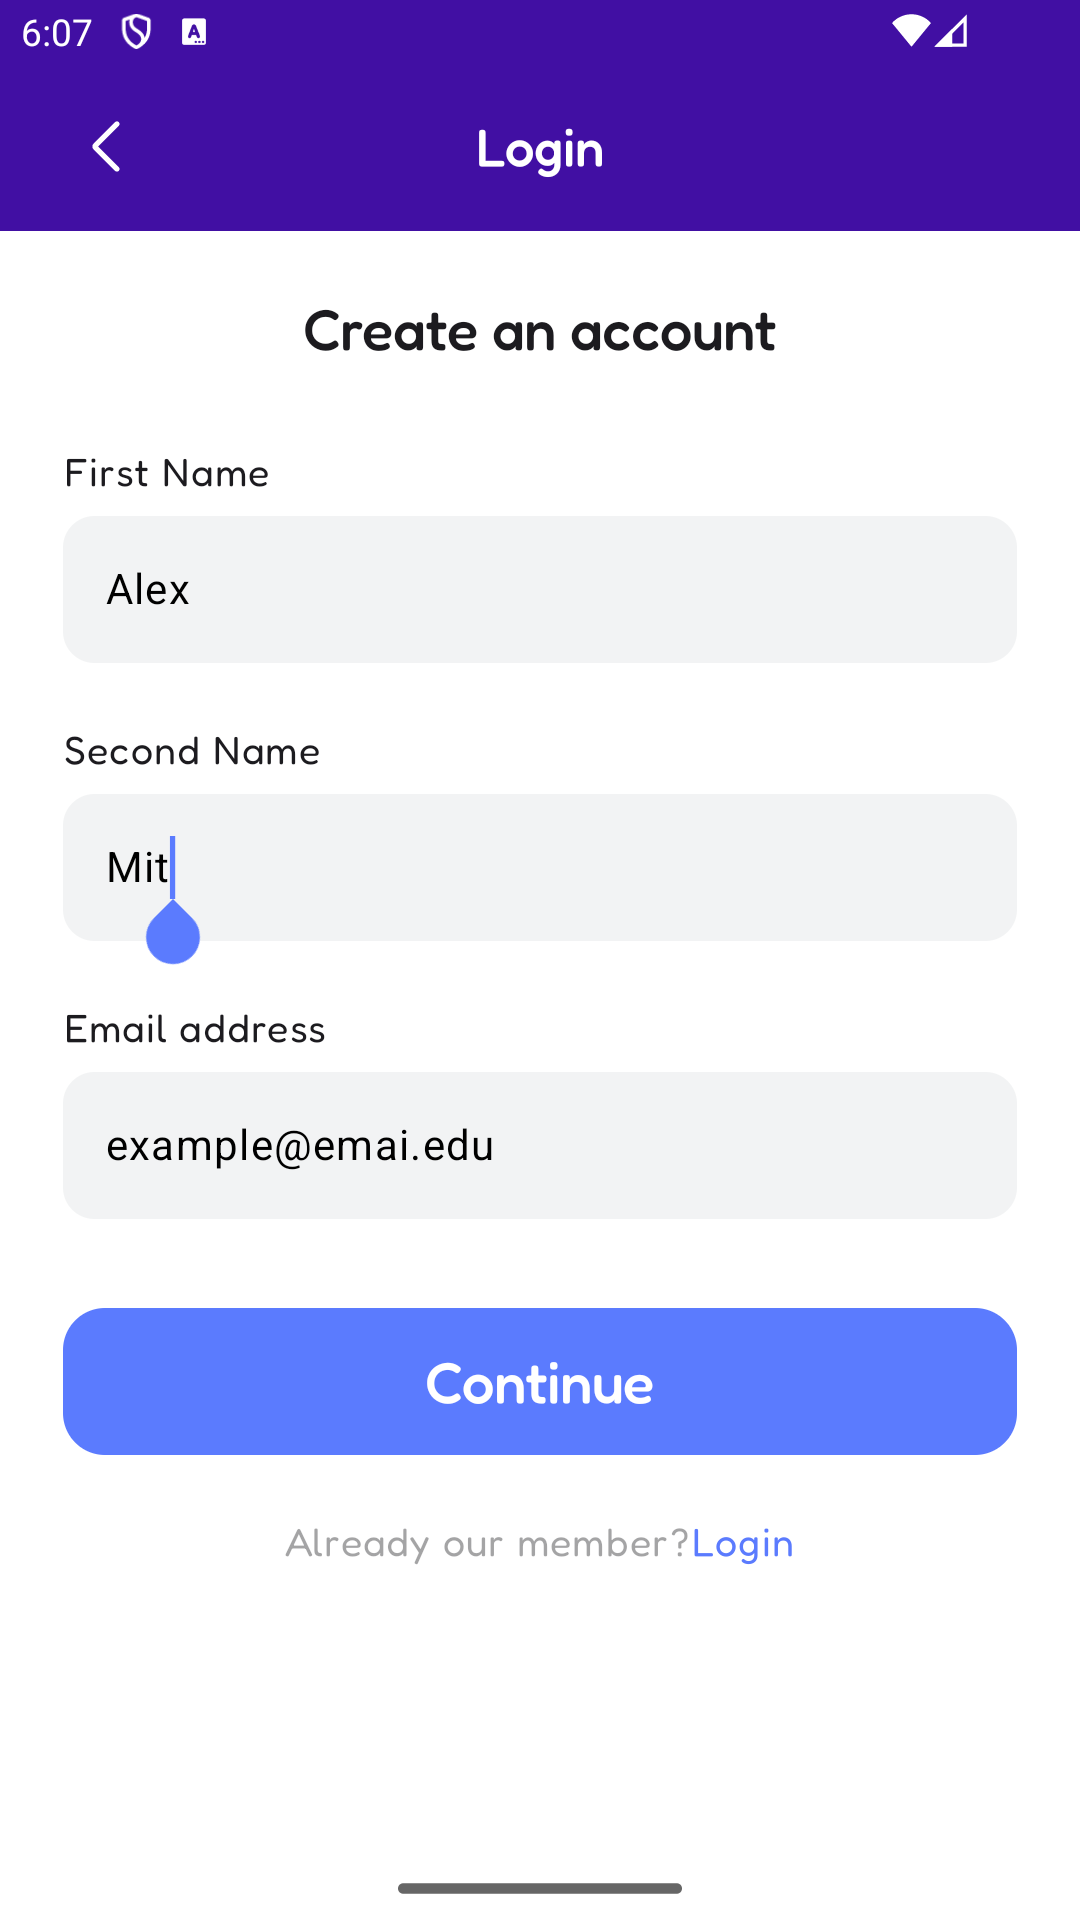 6:07
Login
Create an account
First Name
Alex
Second Name
Mit
Email address
example@emai.edu
Continue
Already our member?Login